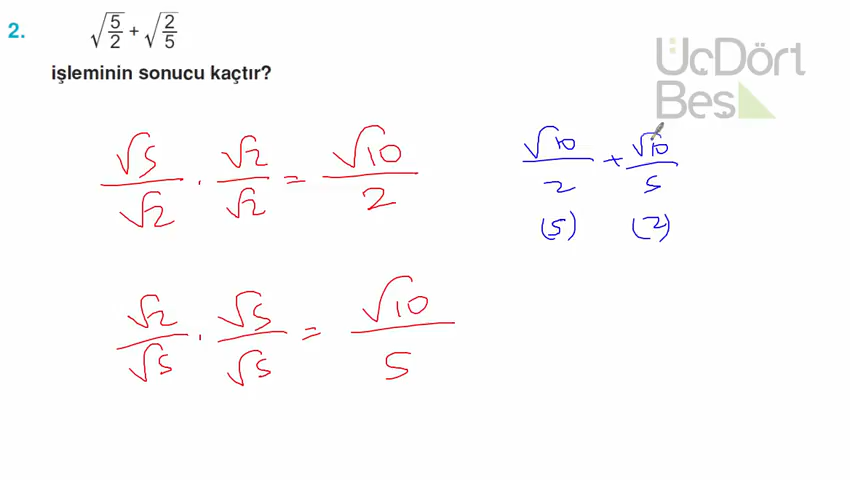 2. √5/2 + √2/5
işleminin sonucu kaçtır?
ÜçDört
Beş
√5/√2 . √2/√2 = √10/2
√10/2 + √10/5
(5) (2)
√2/√5 . √5/√5 = √10/5